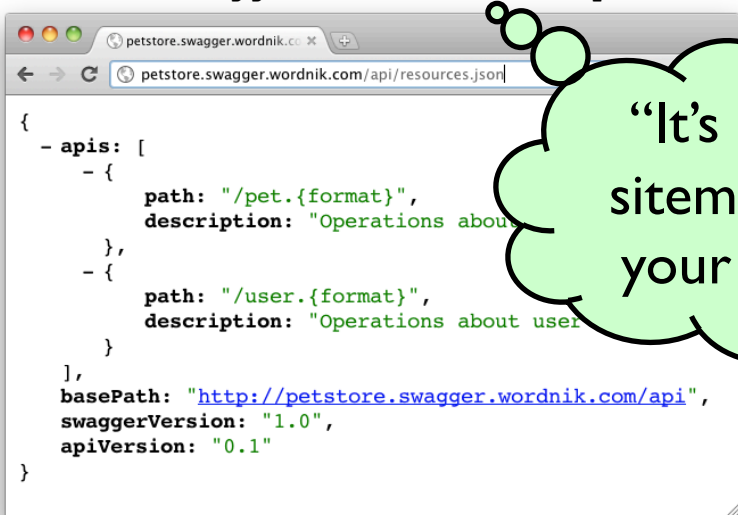 petstore.swagger.wordnik.co
petstore.swagger.wordnik.com/api/resources.json
{
- apis: [
- {
path: "/pet.{format}",
description: "Operations about
},
- {
path: "/user.{format}",
description: "Operations about user
}
],
basePath: "http://petstore.swagger.wordnik.com/api",
swaggerVersion: "1.0",
apiVersion: "0.1"
}
“It’s
sitem
your